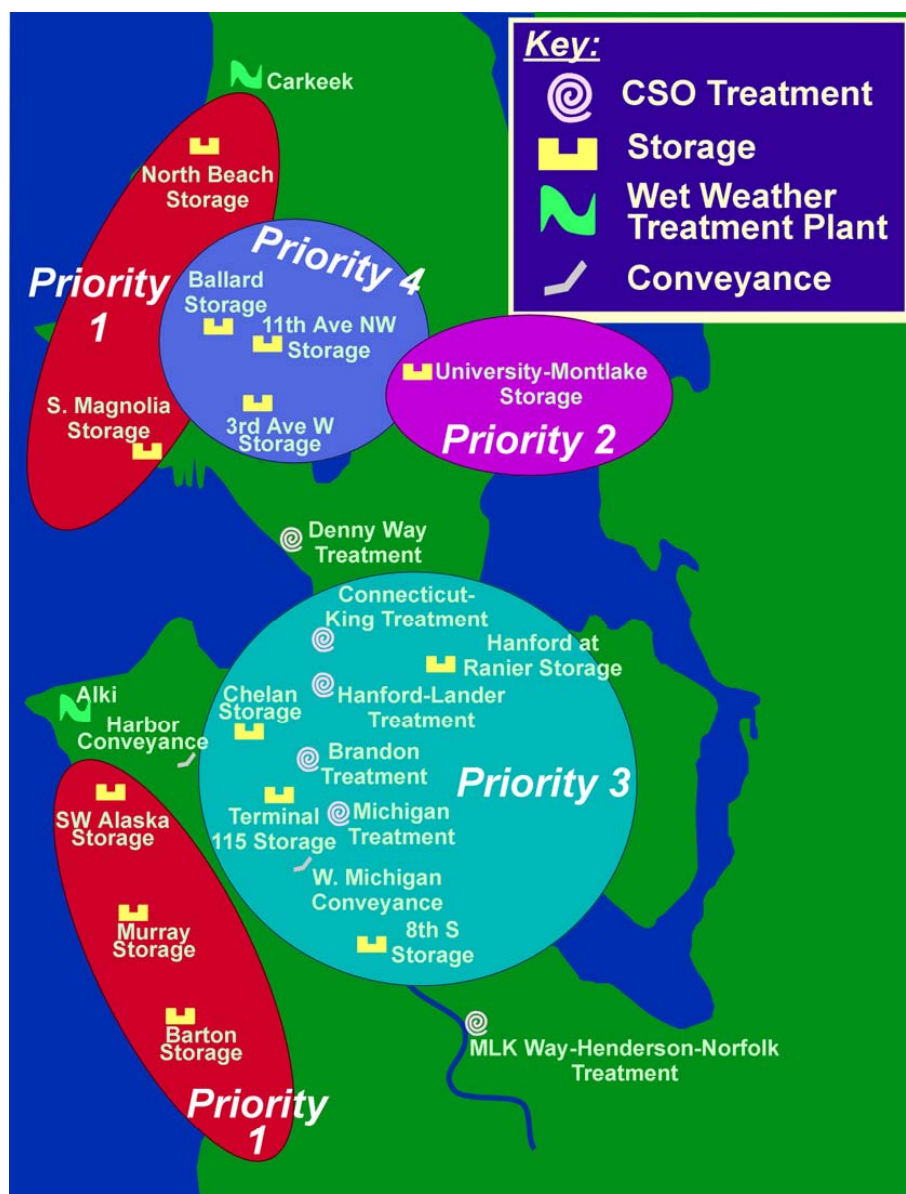 Key:
CSO Treatment
Storage
Wet Weather
Treatment Plant
Conveyance
Carkeek
North Beach
Storage
Priority
1
Priority 4
Ballard
Storage
11th Ave NW
Storage
3rd Ave W
Storage
S. Magnolia
Storage
University-Montlake
Storage
Priority 2
Denny Way
Treatment
Connecticut-
King Treatment
Hanford at
Ranier Storage
Hanford-Lander
Treatment
Chelan
Storage
Alki
Harbor
Conveyance
Brandon
Treatment
Priority 3
Terminal
115 Storage
Michigan
Treatment
W. Michigan
Conveyance
8th S
Storage
SW Alaska
Storage
Murray
Storage
Barton
Storage
Priority
1
MLK Way-Henderson-Norfolk
Treatment